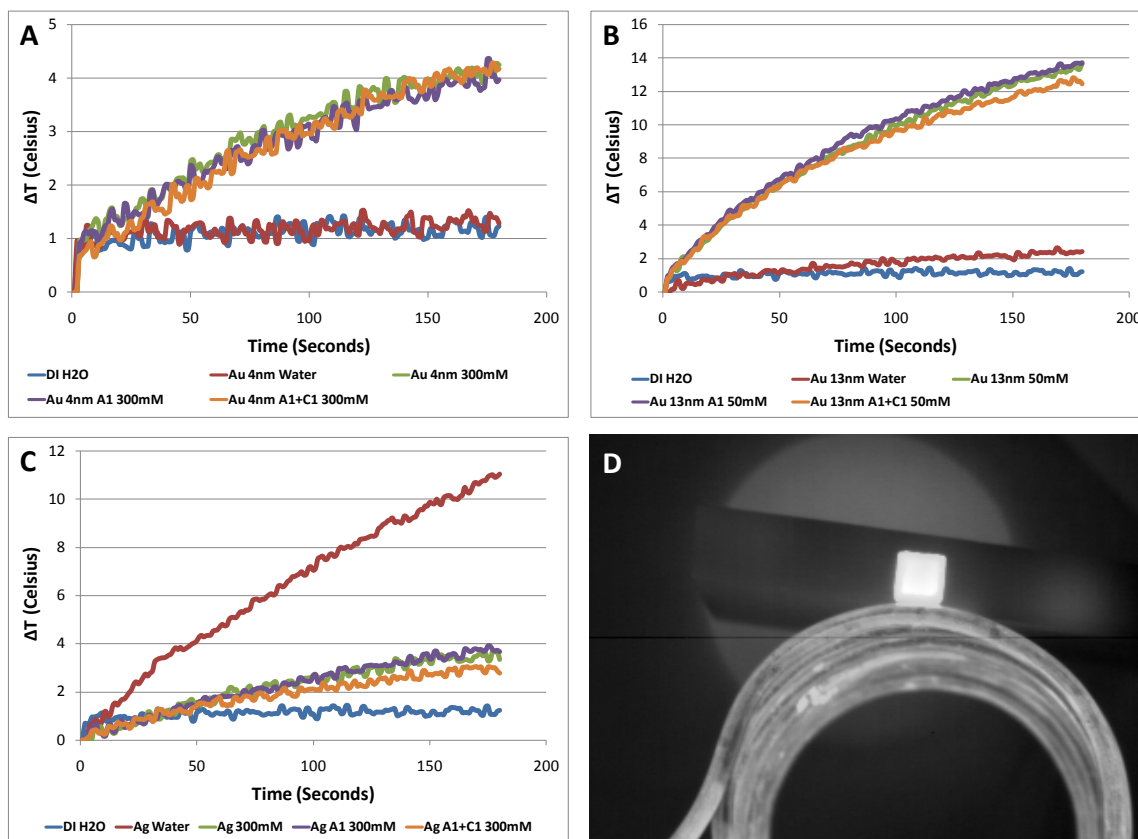 A
ΔT (Celsius)
5
4
3
2
1
0
0 50 100 150 200
Time (Seconds)
DI H2O Au 4nm Water Au 4nm 300mM
Au 4nm A1 300mM Au 4nm A1+C1 300mM
B
ΔT (Celsius)
16
14
12
10
8
6
4
2
0
0 50 100 150 200
Time (Seconds)
DI H2O Au 13nm Water Au 13nm 50mM
Au 13nm A1 50mM Au 13nm A1+C1 50mM
C
ΔT (Celsius)
12
10
8
6
4
2
0
0 50 100 150 200
Time (Seconds)
DI H2O Ag Water Ag 300mM Ag A1 300mM Ag A1+C1 300mM
D